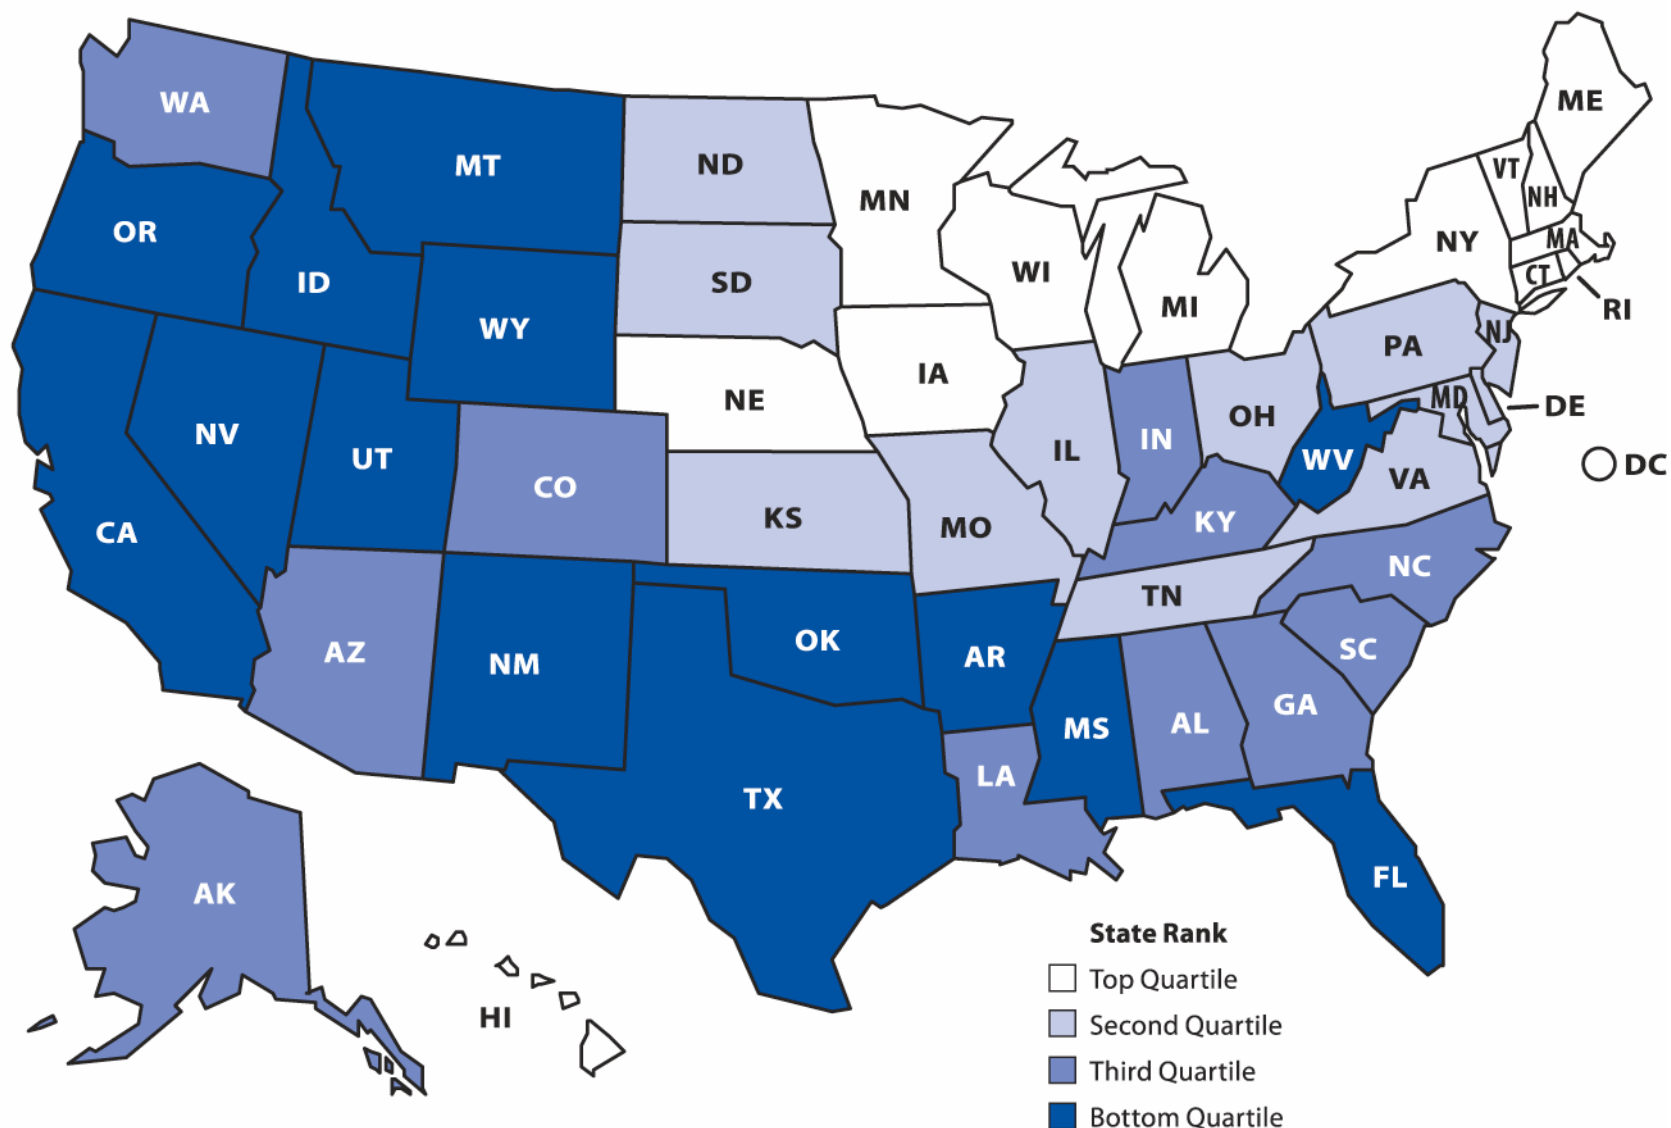 WA
MT
ND
MN
ME
VT
NH
OR
ID
SD
WI
NY
MA
MI
CT
RI
WY
NE
IA
PA
NJ
NV
UT
CO
KS
MO
IL
IN
OH
MD
DE
WV
VA
DC
CA
KY
NC
TN
AZ
NM
OK
AR
SC
MS
AL
GA
TX
LA
FL
AK
HI
State Rank
Top Quartile
Second Quartile
Third Quartile
Bottom Quartile